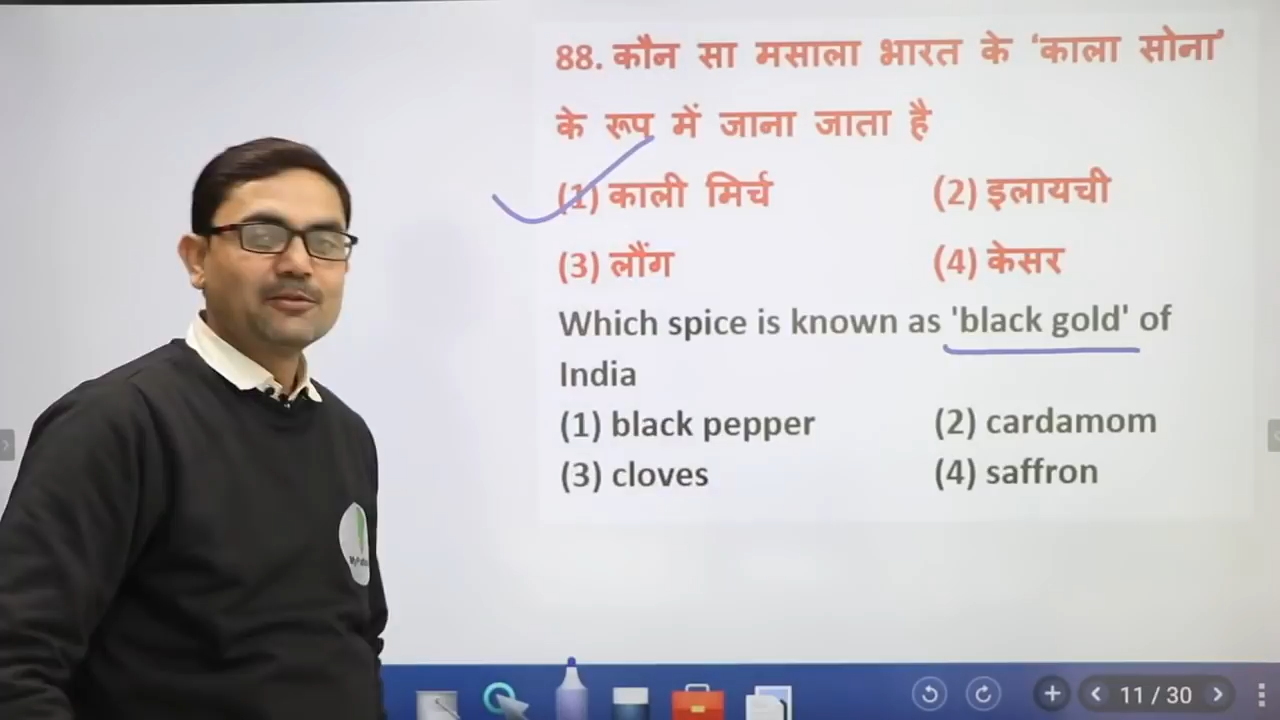 88. कौन सा मसाला भारत के ‘काला सोना’
के रूप में जाना जाता है
(1) काली मिर्च (2) इलायची
(3) लौंग (4) केसर
Which spice is known as 'black gold' of
India
(1) black pepper (2) cardamom
(3) cloves (4) saffron
11 / 30